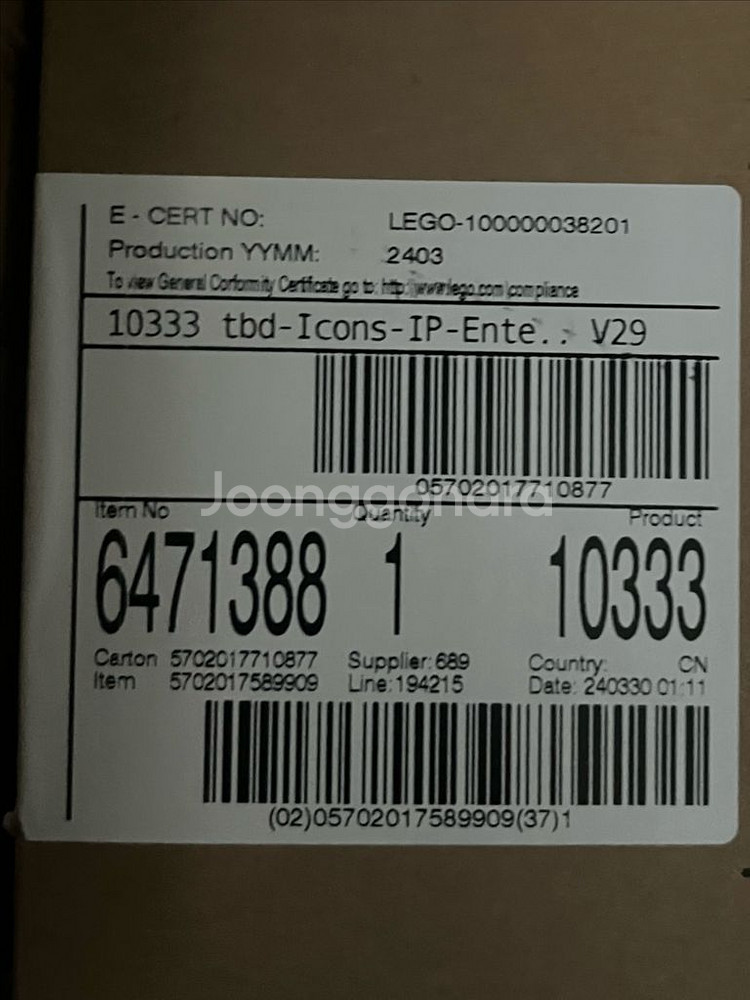 E - CERT NO: LEGO-100000038201
Production YYMM: 2403
To view General Conformity Certificate go to: http://www.lego.com/compliance
10333 tbd-Icons-IP-Ente.. V29
05702017710877
Joonggonara
Item No Quantity Product
6471388 1 10333
Carton 5702017710877 Supplier: 689 Country: CN
Item 5702017589909 Line: 194215 Date: 240330 01:11
(02)05702017589909(37)1